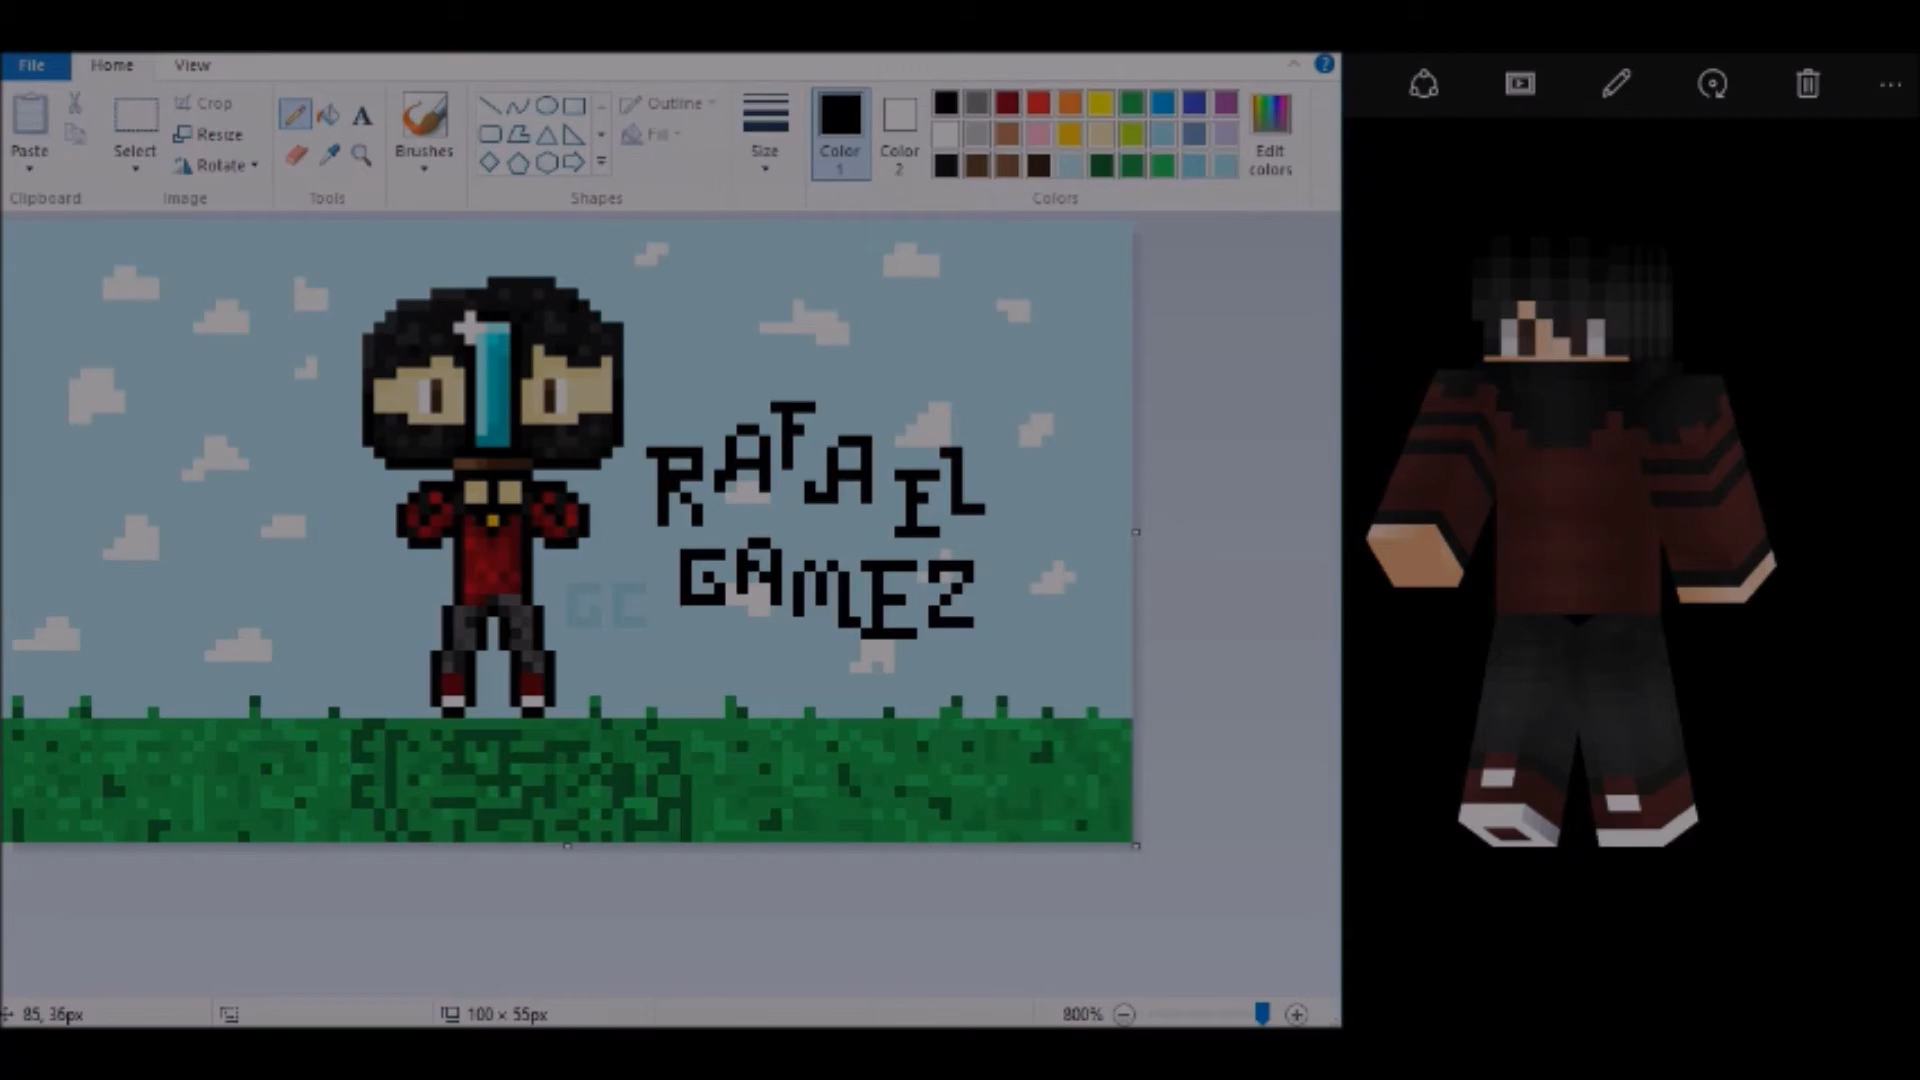 File Home View
Crop
Resize
Rotate
Paste
Select
A
Brushes
Outline
Fill
Size
Color 1
Color 2
Edit colors
Clipboard
Image
Tools
Shapes
Colors
RAFAEL
GAMEZ
GC
85, 36px
100 × 55px
800%